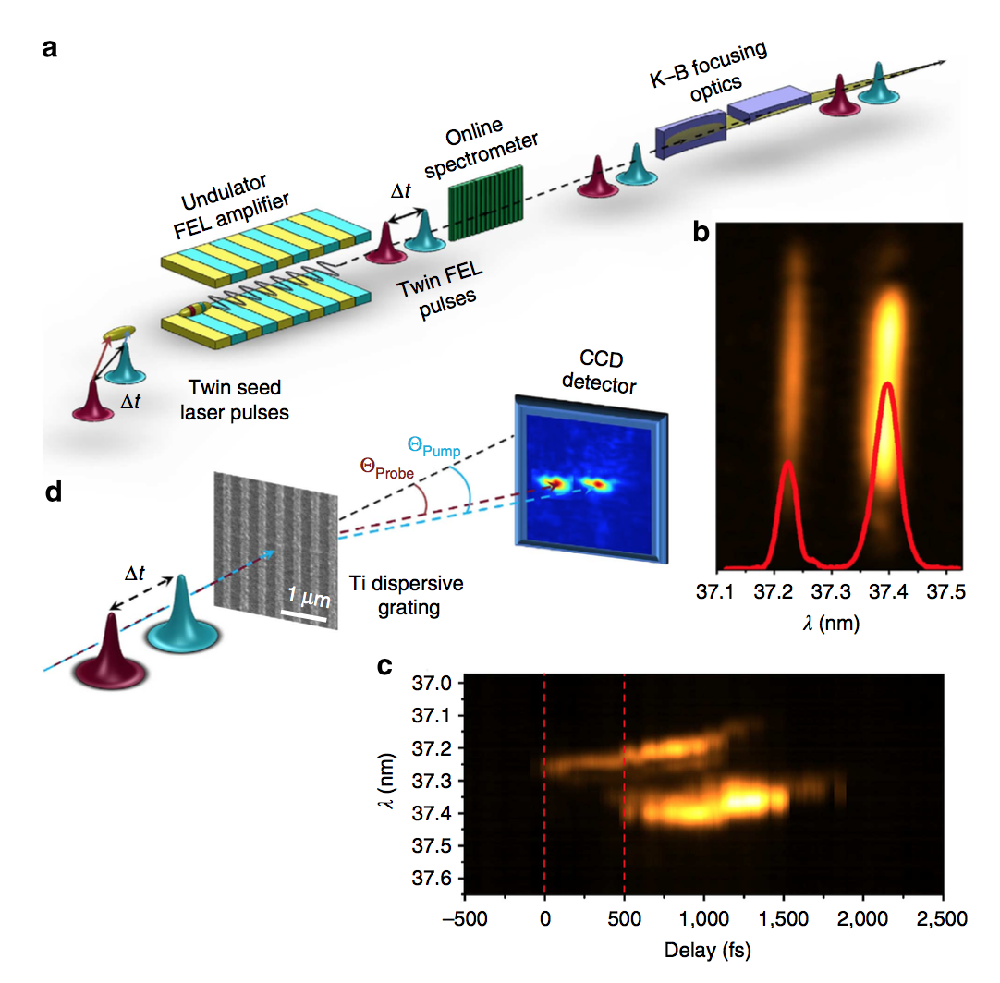 a
K–B focusing
optics
Online
spectrometer
Δt
Undulator
FEL amplifier
Twin FEL
pulses
Δt
Twin seed
laser pulses
b
37.1 37.2 37.3 37.4 37.5
λ (nm)
CCD
detector
d
ΘPump
ΘProbe
Δt
1 μm
Ti dispersive
grating
c
37.0
37.1
37.2
37.3
37.4
37.5
37.6
λ (nm)
–500 0 500 1,000 1,500 2,000 2,500
Delay (fs)